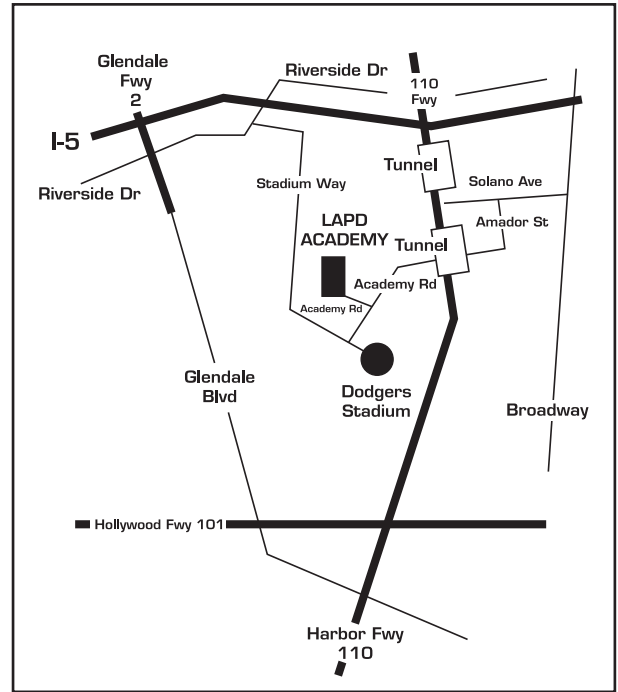 Glendale
Fwy
2
Riverside Dr
110
Fwy
I-5
Tunnel
Riverside Dr
Stadium Way
Solano Ave
LAPD
ACADEMY
Amador St
Tunnel
Academy Rd
Academy Rd
Glendale
Blvd
Dodgers
Stadium
Broadway
Hollywood Fwy 101
Harbor Fwy
110